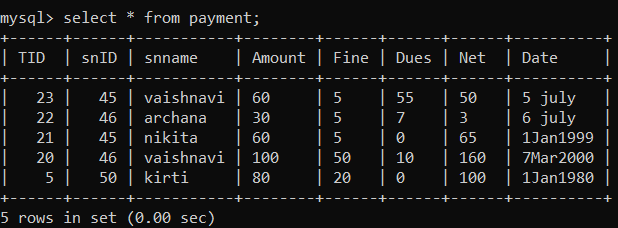 mysql> select * from payment;
+------+------+-----------+--------+------+------+------+----------+
| TID  | snID | snname    | Amount | Fine | Dues | Net  | Date     |
+------+------+-----------+--------+------+------+------+----------+
|   23 |   45 | vaishnavi | 60     | 5    | 55   | 50   | 5 july   |
|   22 |   46 | archana   | 30     | 5    | 7    | 3    | 6 july   |
|   21 |   45 | nikita    | 60     | 5    | 0    | 65   | 1Jan1999 |
|   20 |   46 | vaishnavi | 100    | 50   | 10   | 160  | 7Mar2000 |
|    5 |   50 | kirti     | 80     | 20   | 0    | 100  | 1Jan1980 |
+------+------+-----------+--------+------+------+------+----------+
5 rows in set (0.00 sec)